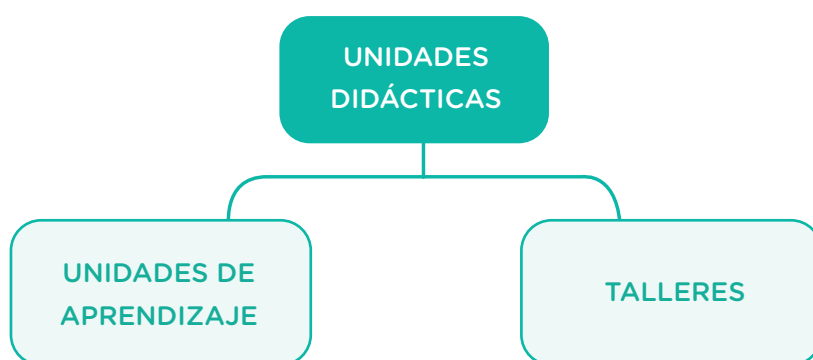 UNIDADES
DIDÁCTICAS
UNIDADES DE
APRENDIZAJE
TALLERES